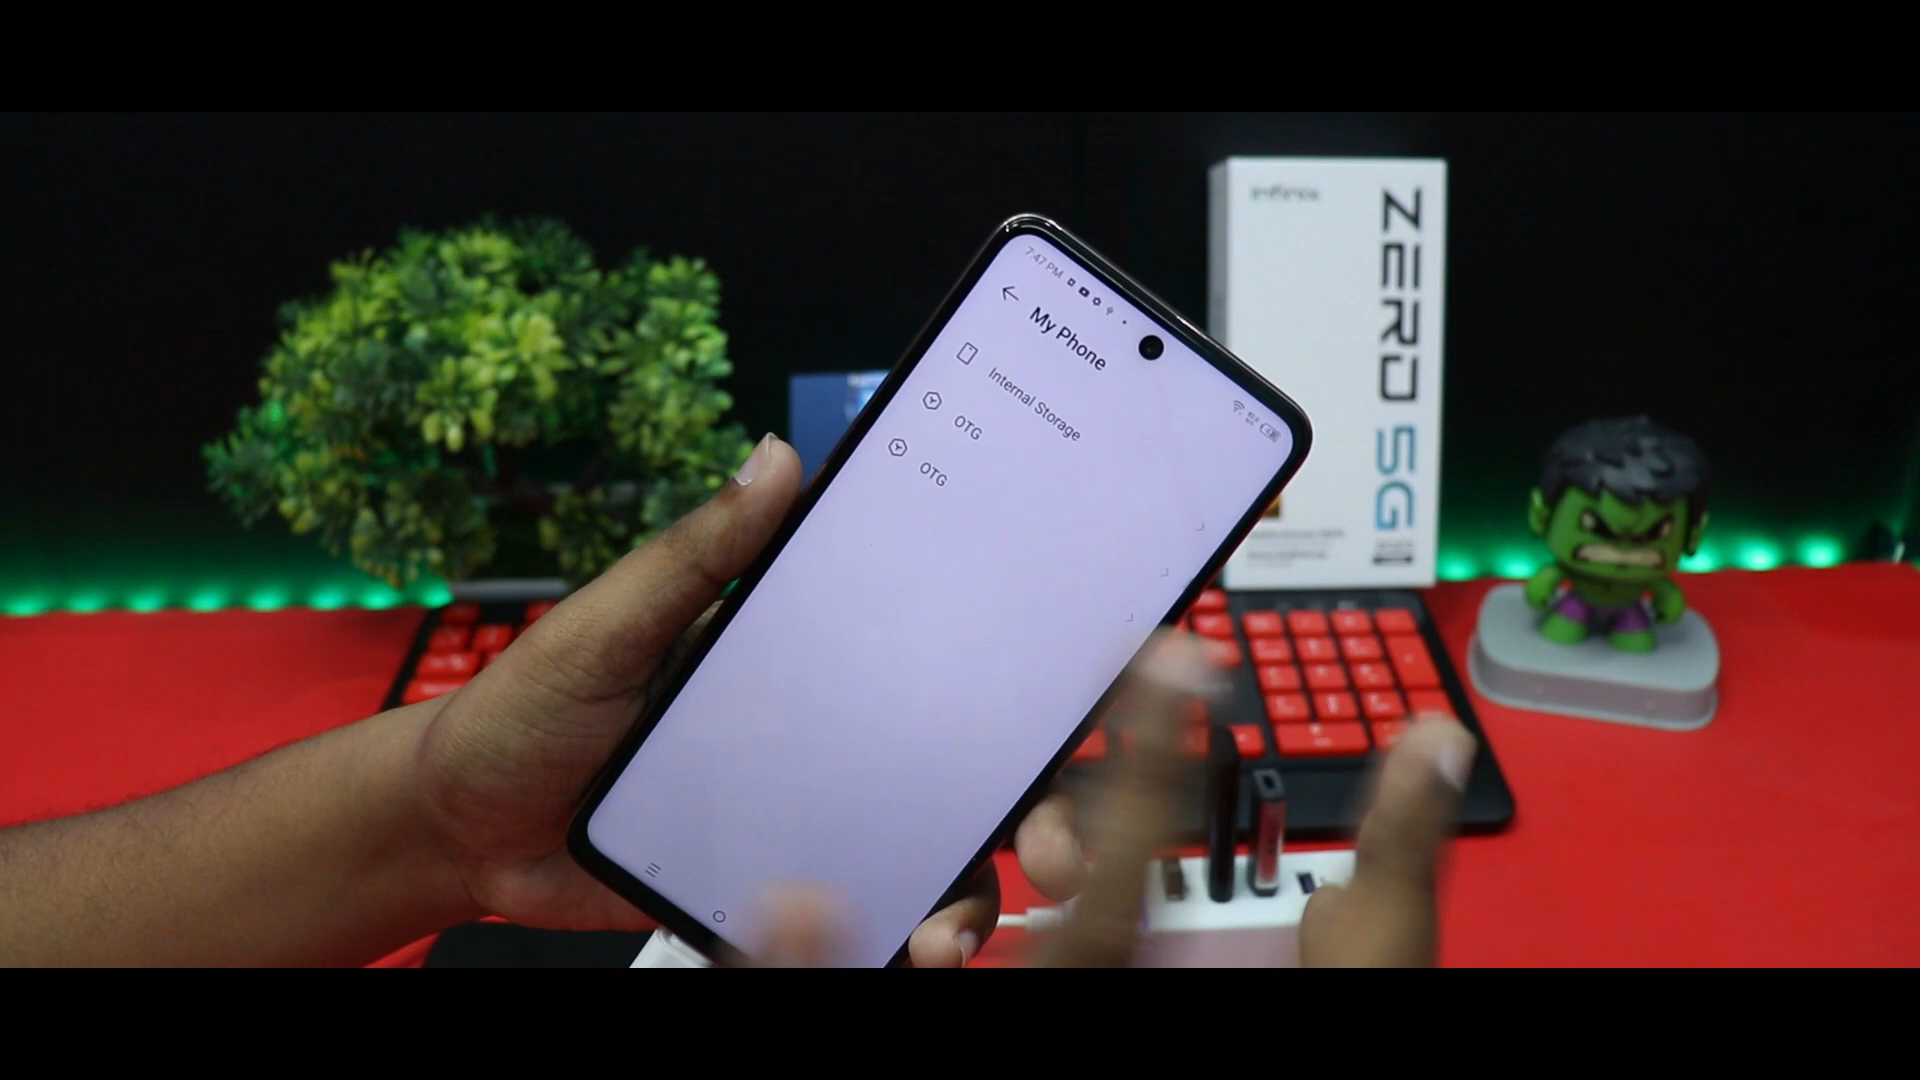 7:47 PM
My Phone
Internal Storage
OTG
OTG
Infinix
ZERO 5G